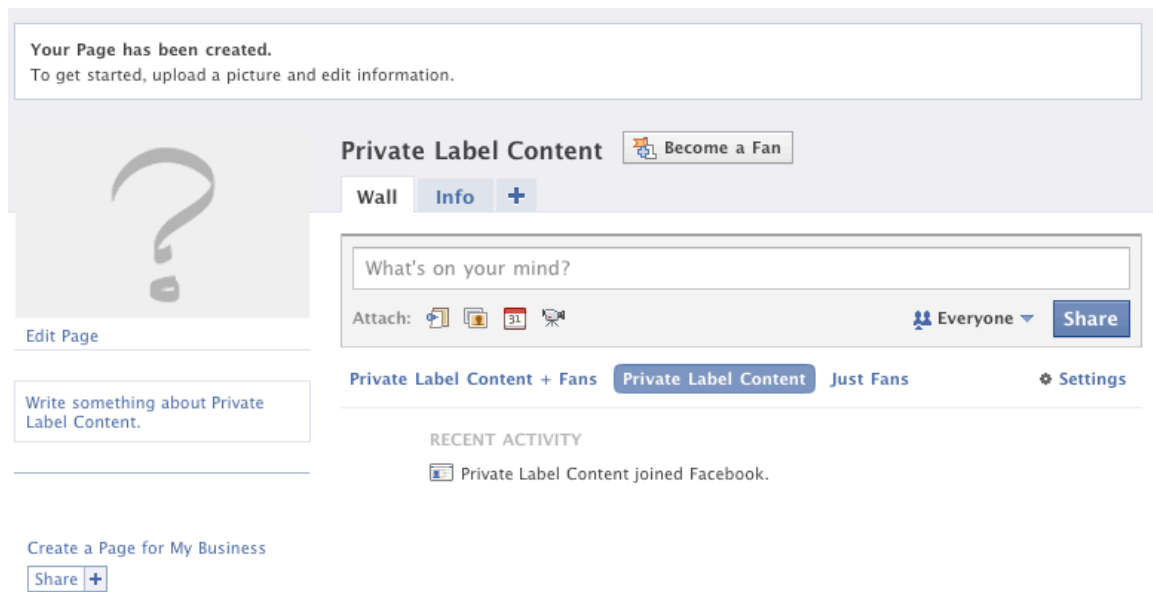 Your Page has been created.
To get started, upload a picture and edit information.
Private Label Content
Become a Fan
Wall
Info
+
What's on your mind?
Attach:
31
Everyone
Share
Edit Page
Private Label Content + Fans
Private Label Content
Just Fans
Settings
Write something about Private
Label Content.
RECENT ACTIVITY
Private Label Content joined Facebook.
Create a Page for My Business
Share +